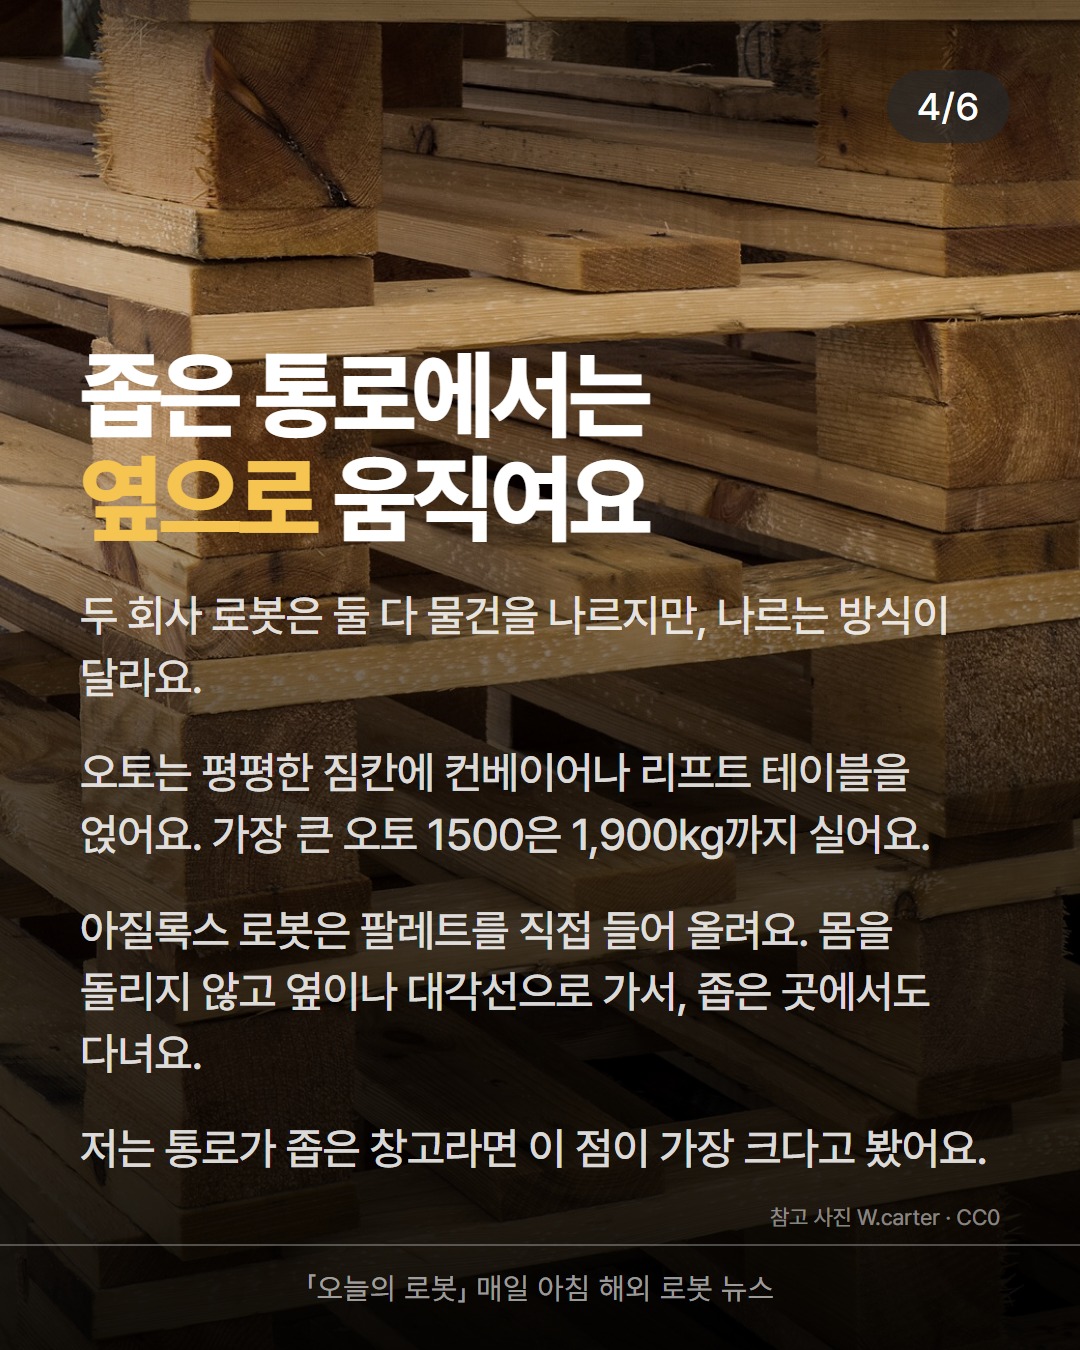 4/6
좁은 통로에서는
옆으로 움직여요
두 회사 로봇은 둘 다 물건을 나르지만, 나르는 방식이
달라요.
오토는 평평한 짐칸에 컨베이어나 리프트 테이블을
얹어요. 가장 큰 오토 1500은 1,900kg까지 실어요.
아질록스 로봇은 팔레트를 직접 들어 올려요. 몸을
돌리지 않고 옆이나 대각선으로 가서, 좁은 곳에서도
다녀요.
저는 통로가 좁은 창고라면 이 점이 가장 크다고 봤어요.
참고 사진 W.carter · CC0
「오늘의 로봇」 매일 아침 해외 로봇 뉴스